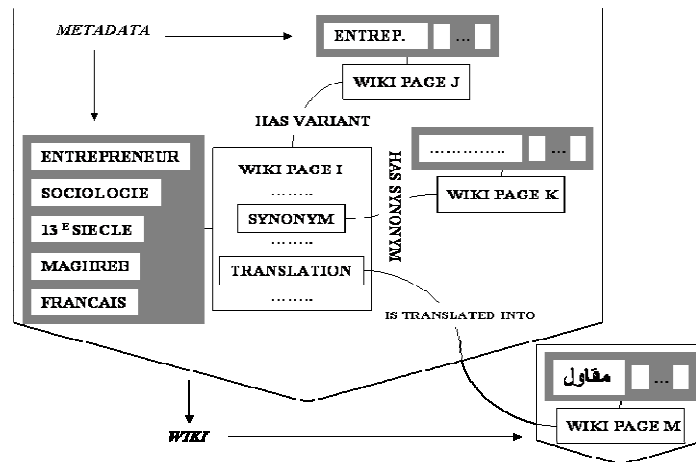 METADATA
ENTREP.
...
WIKI PAGE J
HAS VARIANT
ENTREPRENEUR
SOCIOLOGIE
13 E SIECLE
MAGHREB
FRANCAIS
WIKI PAGE I
........
SYNONYM
........
TRANSLATION
........
HAS SYNONYM
..............
...
WIKI PAGE K
IS TRANSLATED INTO
مقاول
...
WIKI PAGE M
WIKI